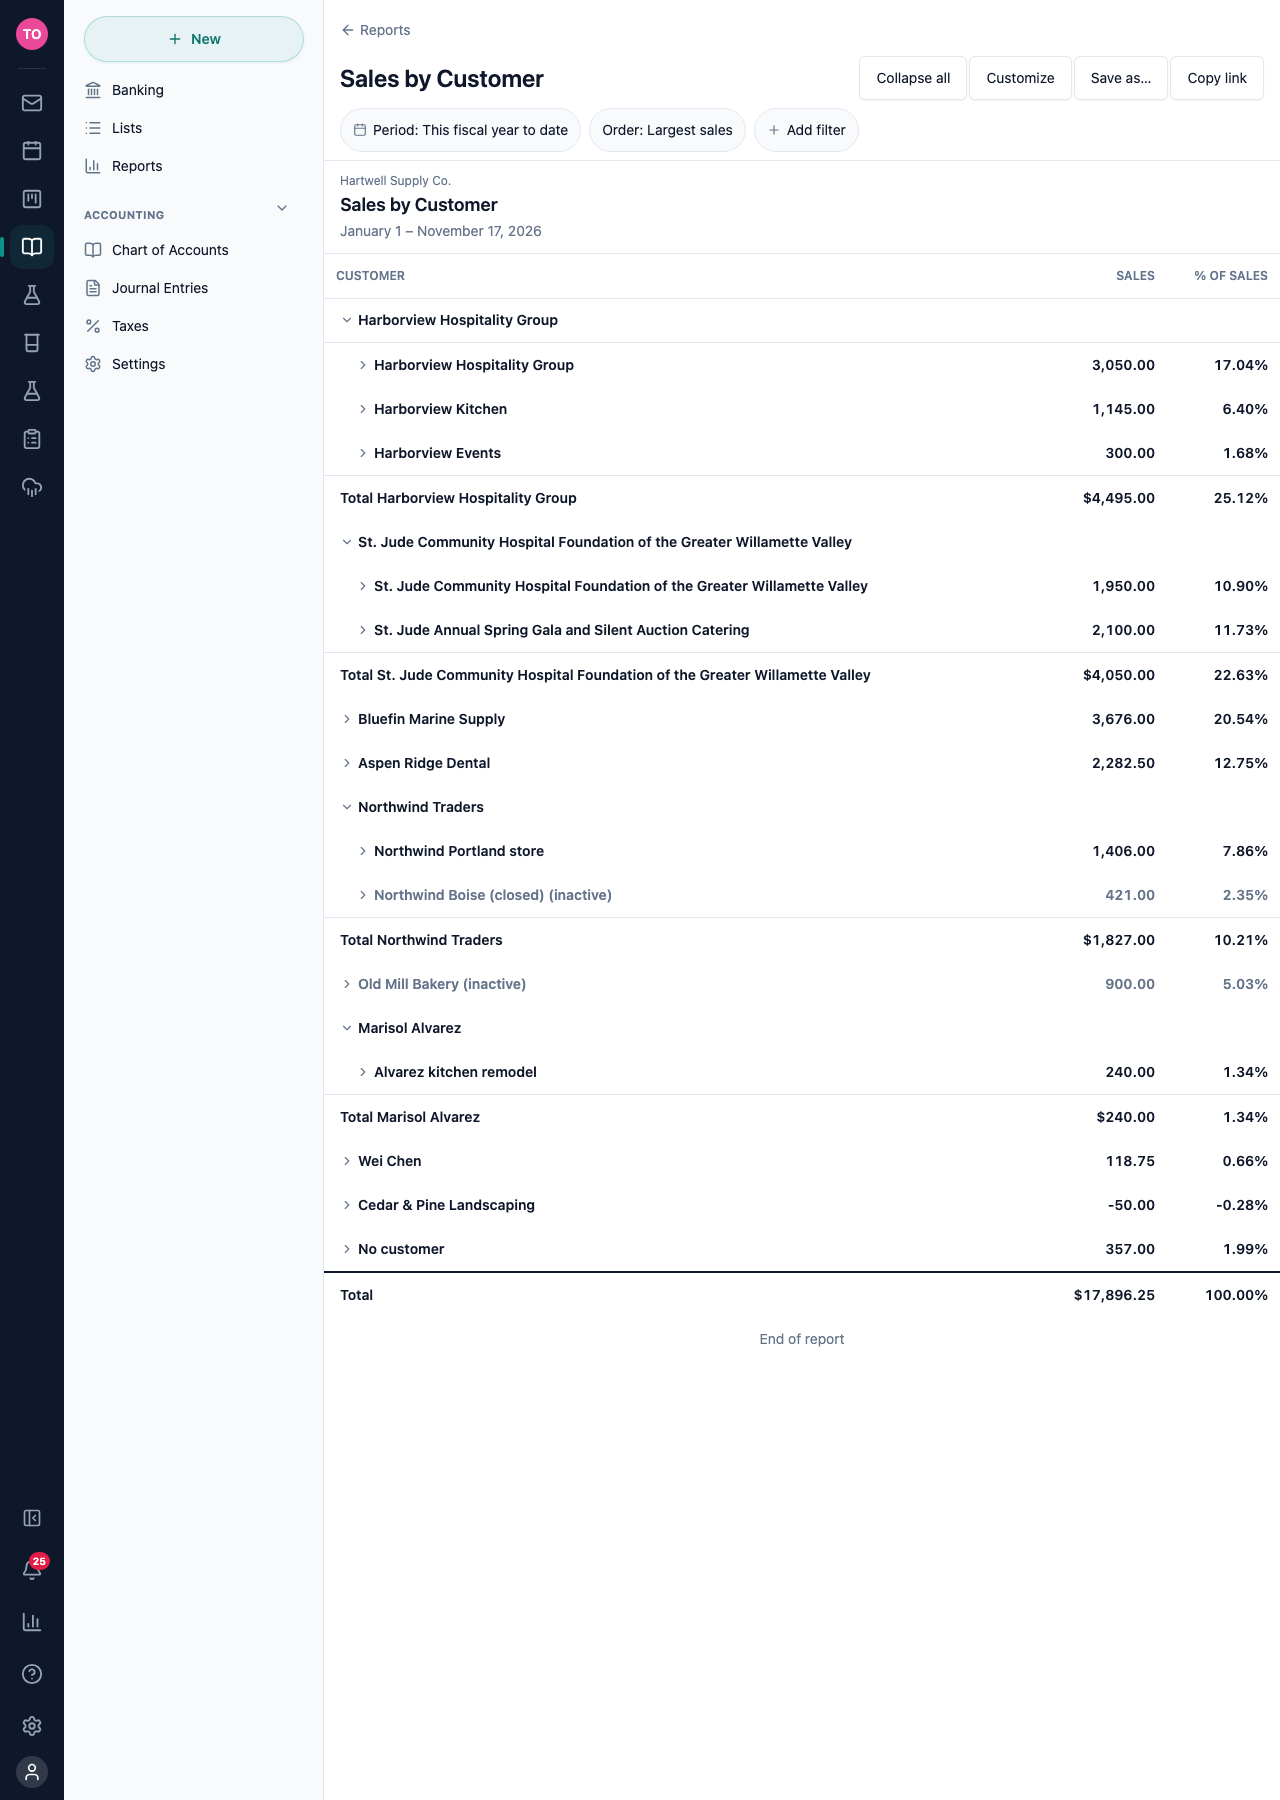 TO
New
Banking
Lists
Reports
ACCOUNTING
Chart of Accounts
Journal Entries
Taxes
Settings
25
Reports
Sales by Customer
Collapse all
Customize
Save as...
Copy link
Period: This fiscal year to date
Order: Largest sales
Add filter
Hartwell Supply Co.
Sales by Customer
January 1 – November 17, 2026
CUSTOMER SALES % OF SALES
Harborview Hospitality Group
Harborview Hospitality Group 3,050.00 17.04%
Harborview Kitchen 1,145.00 6.40%
Harborview Events 300.00 1.68%
Total Harborview Hospitality Group $4,495.00 25.12%
St. Jude Community Hospital Foundation of the Greater Willamette Valley
St. Jude Community Hospital Foundation of the Greater Willamette Valley 1,950.00 10.90%
St. Jude Annual Spring Gala and Silent Auction Catering 2,100.00 11.73%
Total St. Jude Community Hospital Foundation of the Greater Willamette Valley $4,050.00 22.63%
Bluefin Marine Supply 3,676.00 20.54%
Aspen Ridge Dental 2,282.50 12.75%
Northwind Traders
Northwind Portland store 1,406.00 7.86%
Northwind Boise (closed) (inactive) 421.00 2.35%
Total Northwind Traders $1,827.00 10.21%
Old Mill Bakery (inactive) 900.00 5.03%
Marisol Alvarez
Alvarez kitchen remodel 240.00 1.34%
Total Marisol Alvarez $240.00 1.34%
Wei Chen 118.75 0.66%
Cedar & Pine Landscaping -50.00 -0.28%
No customer 357.00 1.99%
Total $17,896.25 100.00%
End of report